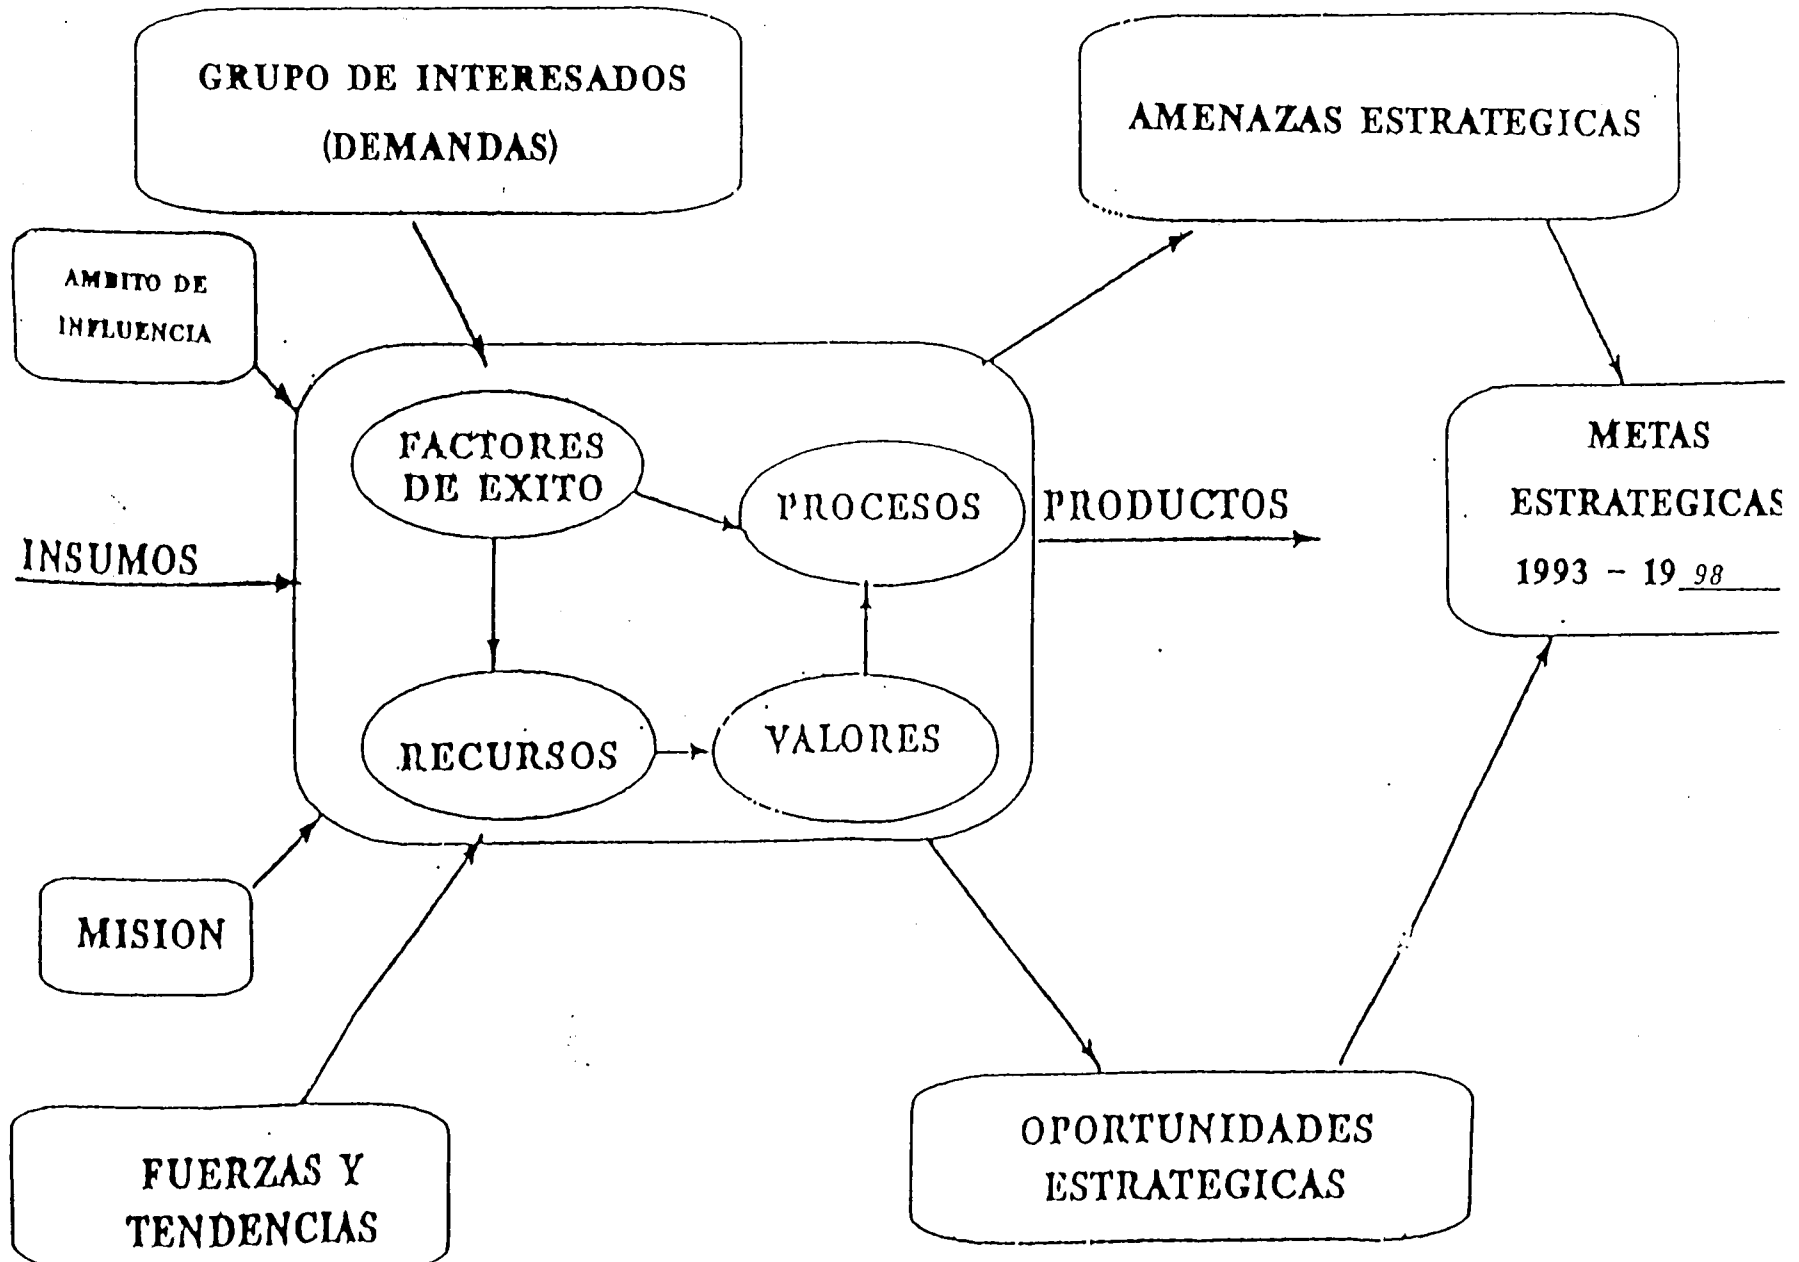 GRUPO DE INTERESADOS
(DEMANDAS)
AMENAZAS ESTRATEGICAS
AMBITO DE
INFLUENCIA
FACTORES
DE EXITO
PROCESOS
PRODUCTOS
METAS
ESTRATEGICAS
1993 - 19 98
INSUMOS
RECURSOS
VALORES
MISION
FUERZAS Y
TENDENCIAS
OPORTUNIDADES
ESTRATEGICAS